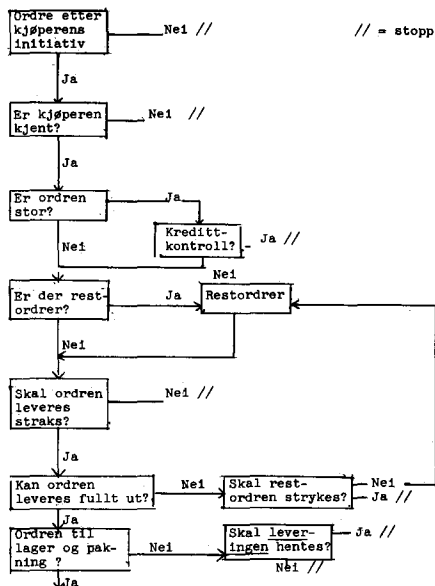 Ordre etter
kjøperens
initiativ
Nei //
// = stopp
Ja
Er kjøperen
kjent?
Nei //
Ja
Er ordren
stor?
Ja
Kreditt-
kontroll?
Ja //
Nei
Nei
Er der rest-
ordrer?
Ja
Restordrer
Nei
Skal ordren
leveres
straks?
Nei //
Ja
Kan ordren
leveres fullt ut?
Nei
Skal rest-
ordren strykes?
Nei
Ja //
Ja
Ordren til
lager og pak-
ning ?
Nei
Skal lever-
ingen hentes?
Ja //
Nei //
Ja